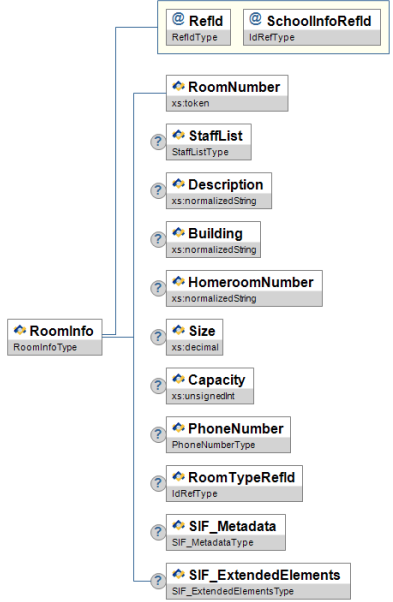 @ RefId
RefIdType
@ SchoolInfoRefId
IdRefType
RoomNumber
xs:token
? StaffList
StaffListType
? Description
xs:normalizedString
? Building
xs:normalizedString
? HomeroomNumber
xs:normalizedString
RoomInfo
RoomInfoType
? Size
xs:decimal
? Capacity
xs:unsignedInt
? PhoneNumber
PhoneNumberType
? RoomTypeRefId
IdRefType
? SIF_Metadata
SIF_MetadataType
? SIF_ExtendedElements
SIF_ExtendedElementsType